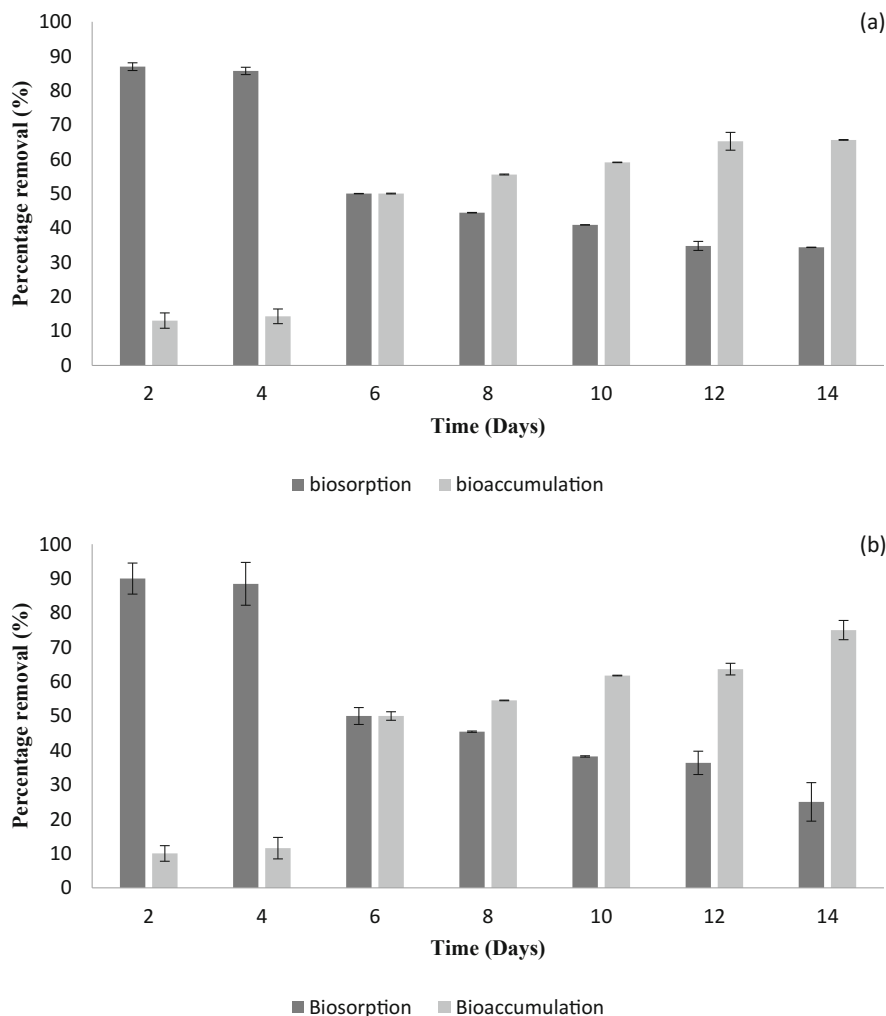 (a)
100
90
80
70
60
50
40
30
20
10
0
Percentage removal (%)
2 4 6 8 10 12 14
Time (Days)
biosorption bioaccumulation
(b)
100
90
80
70
60
50
40
30
20
10
0
Percentage removal (%)
2 4 6 8 10 12 14
Time (Days)
Biosorption Bioaccumulation